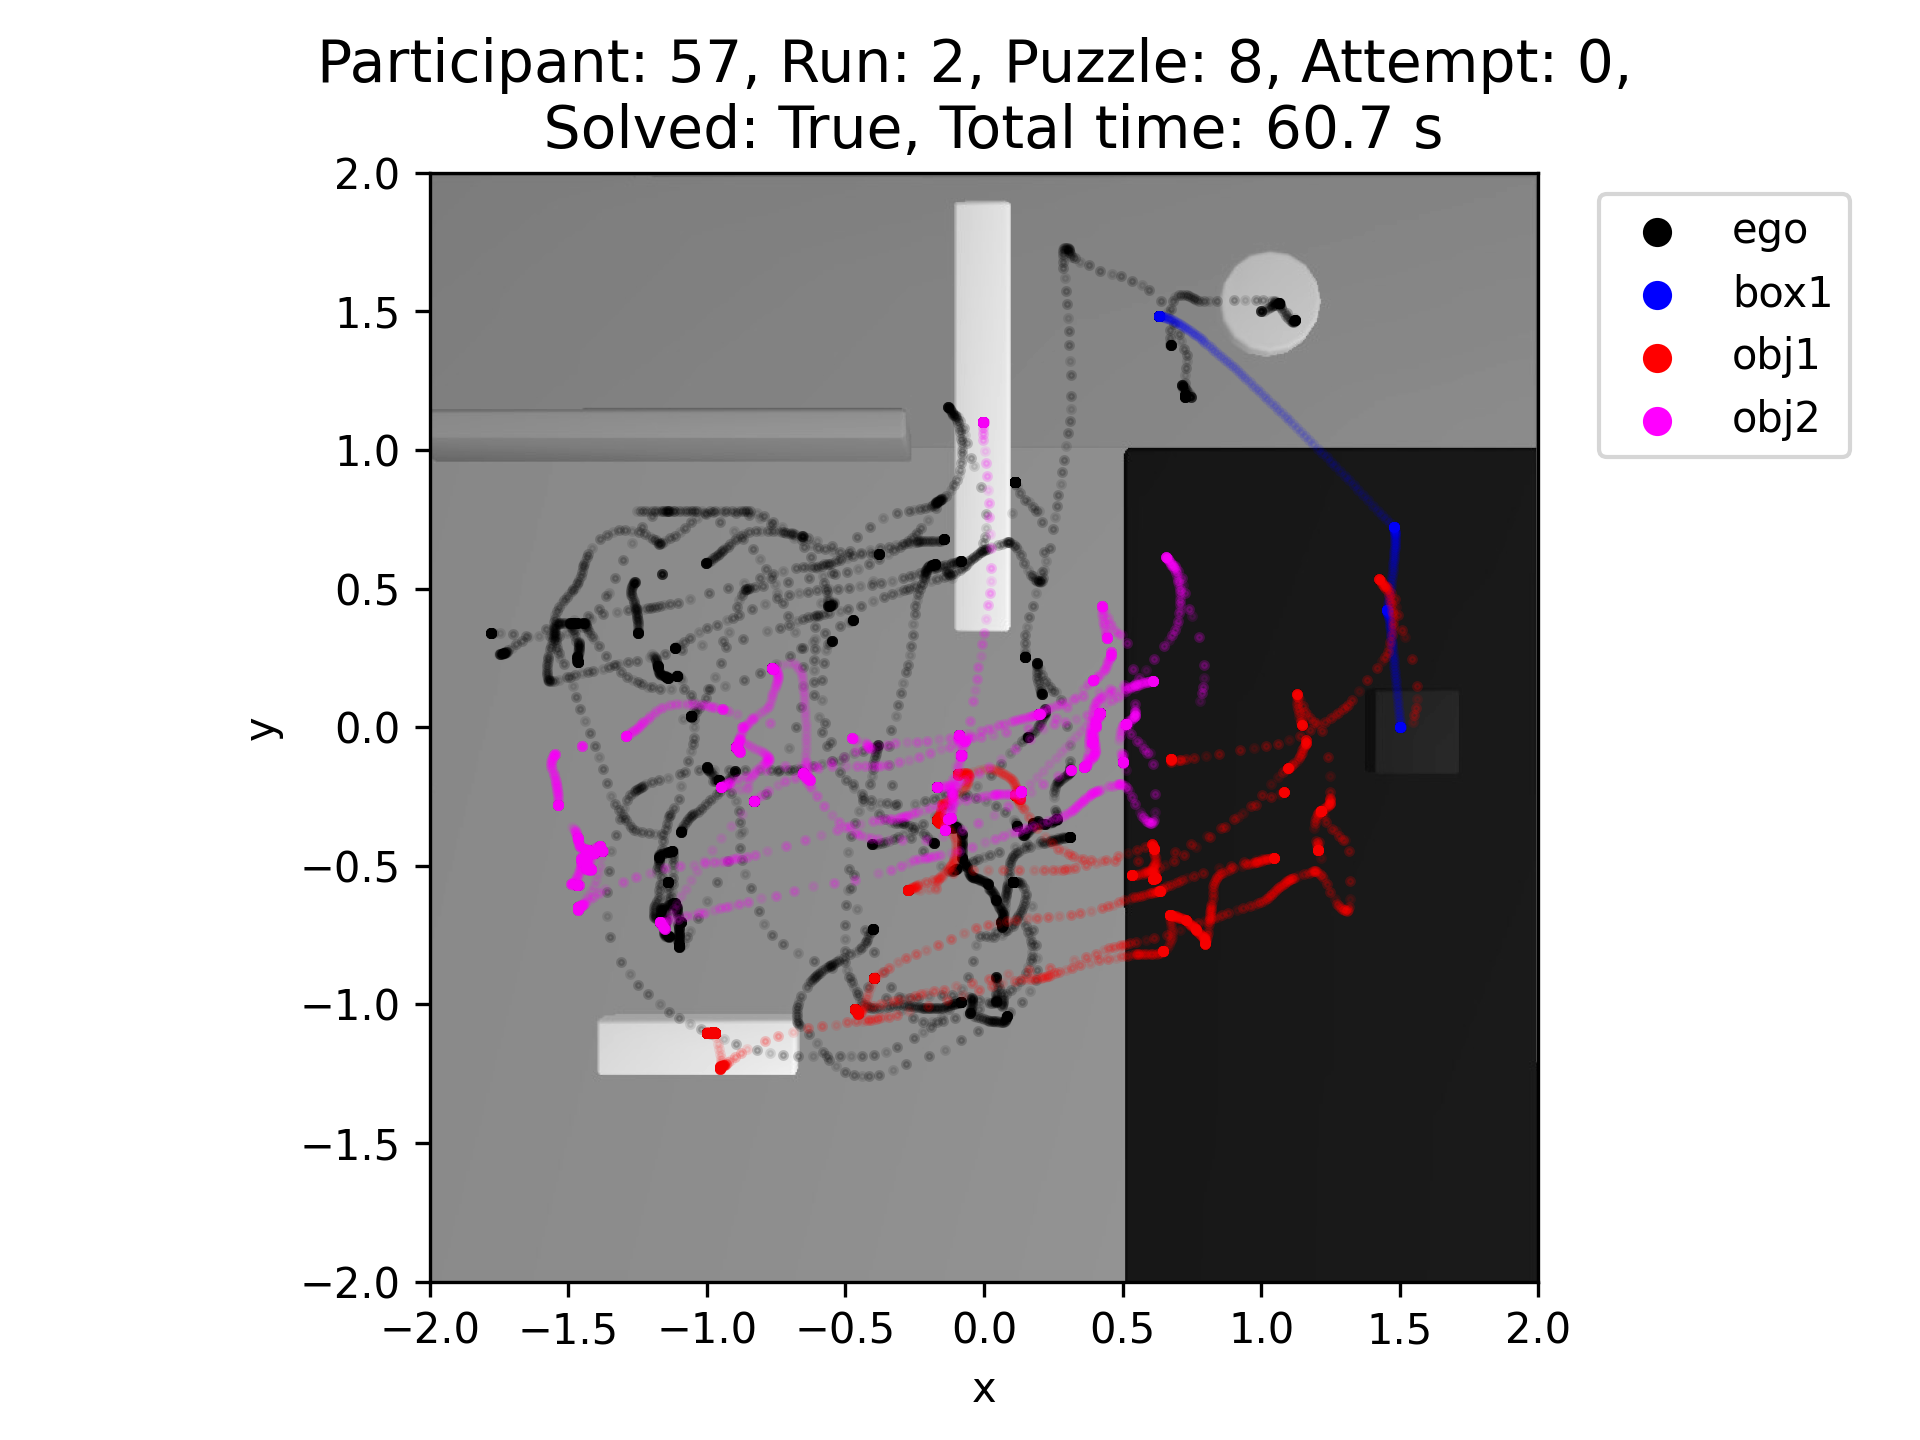 Participant: 57, Run: 2, Puzzle: 8, Attempt: 0,
Solved: True, Total time: 60.7 s
2.0
1.5
1.0
0.5
0.0
−0.5
−1.0
−1.5
−2.0
y
−2.0 −1.5 −1.0 −0.5 0.0 0.5 1.0 1.5 2.0
x
ego
box1
obj1
obj2